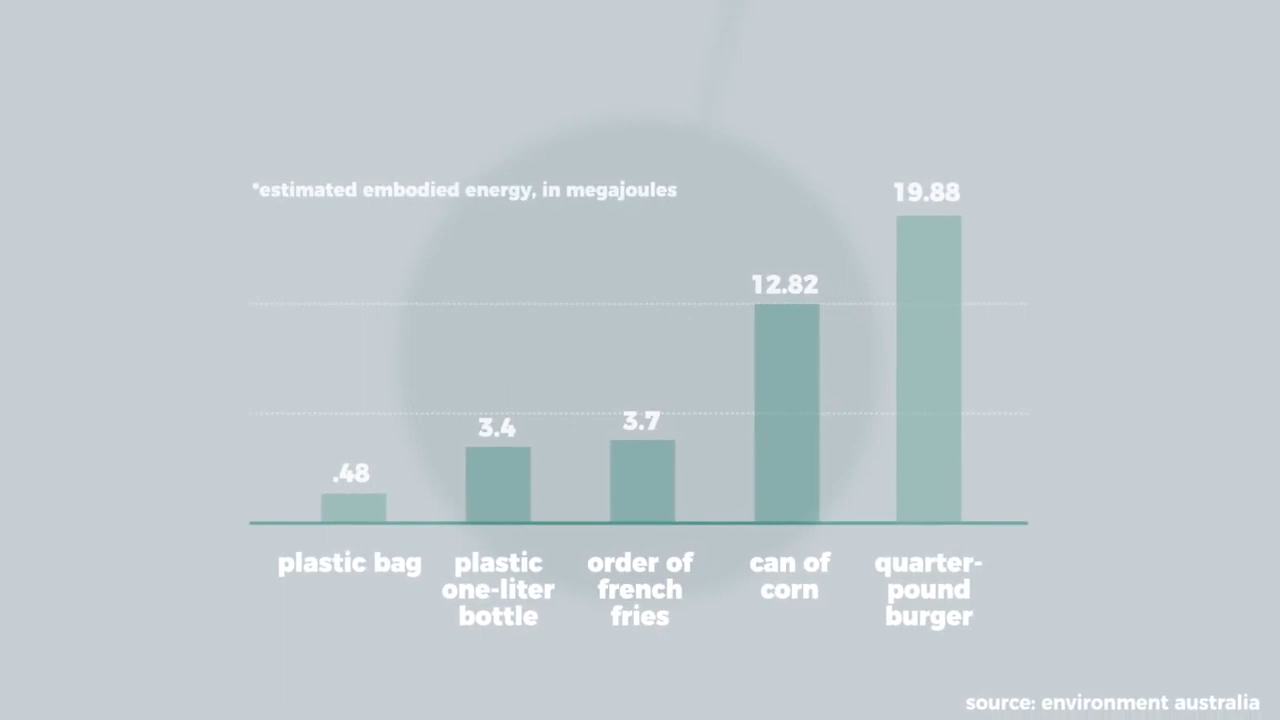 *estimated embodied energy, in megajoules
19.88
12.82
3.7
3.4
.48
plastic bag
plastic
one-liter
bottle
order of
french
fries
can of
corn
quarter-
pound
burger
source: environment australia